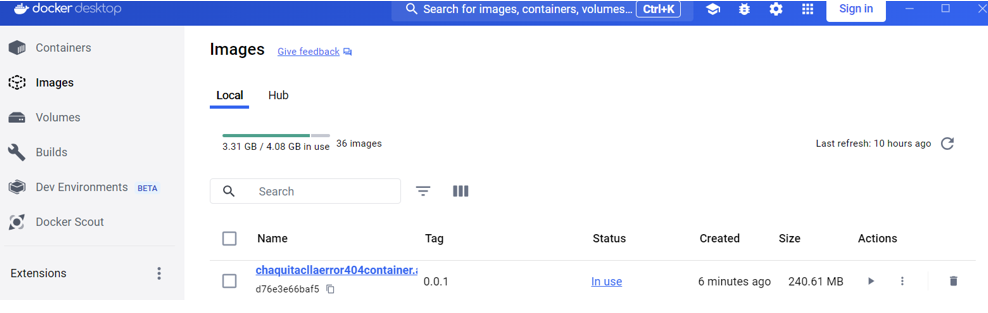 docker desktop
Search for images, containers, volumes... Ctrl+K
Sign in
Containers
Images
Volumes
Builds
Dev Environments BETA
Docker Scout
Extensions
Images Give feedback
Local Hub
3.31 GB / 4.08 GB in use 36 images
Last refresh: 10 hours ago
Search
Name Tag Status Created Size Actions
chaquitacllaerror404container.a 0.0.1 In use 6 minutes ago 240.61 MB
d76e3e66baf5